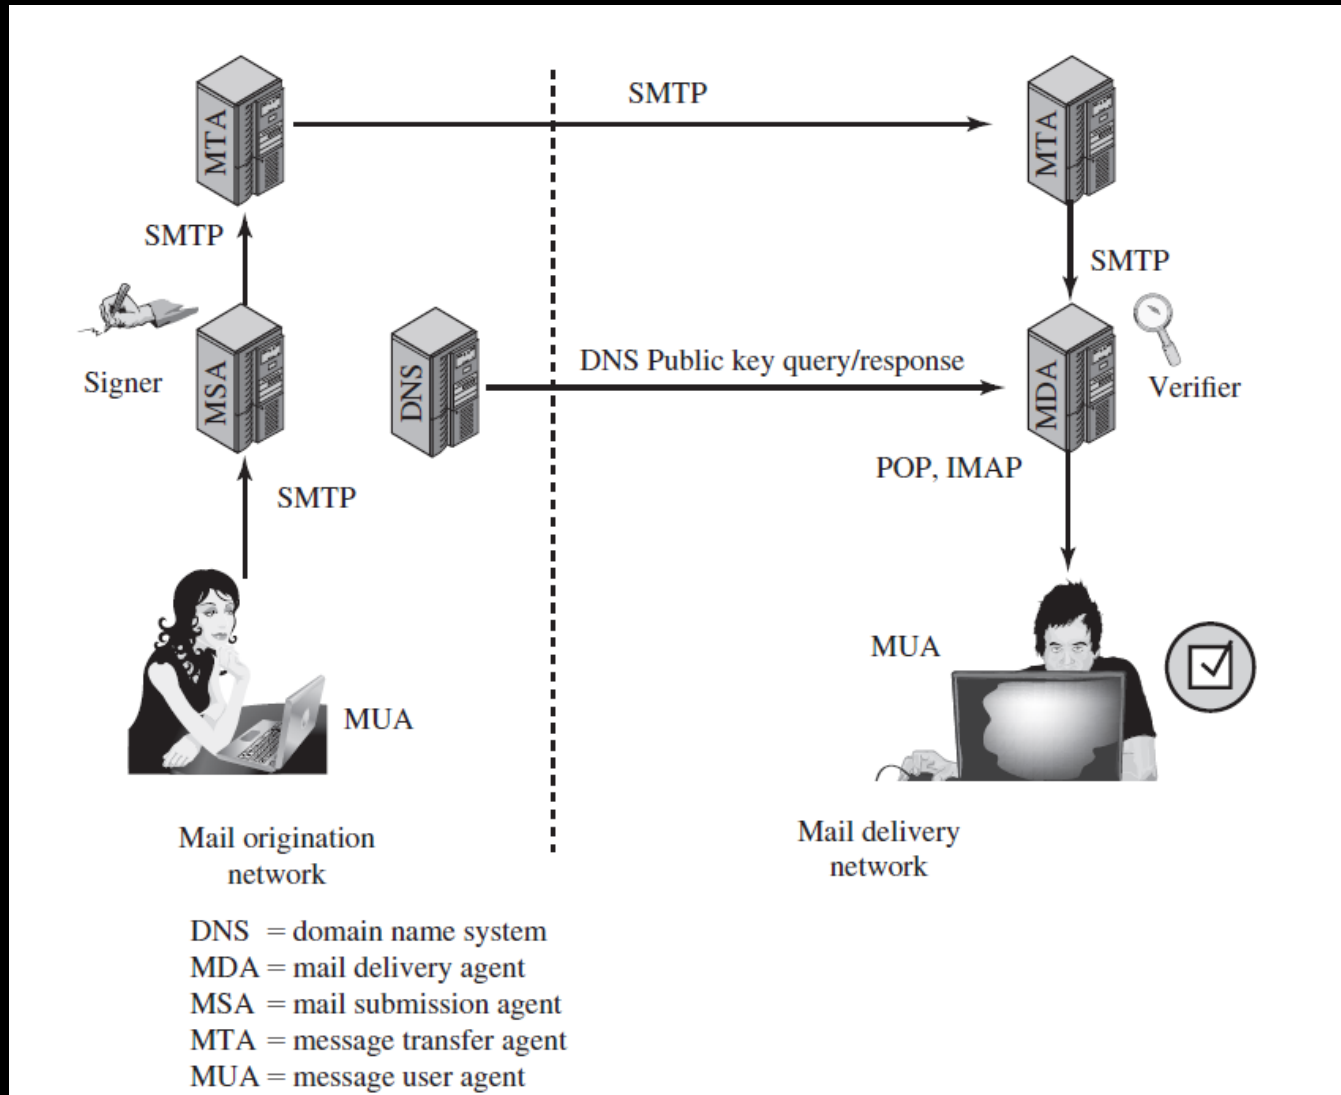 MTA
SMTP
MTA
SMTP
SMTP
Signer
MSA
DNS
DNS Public key query/response
MDA
Verifier
POP, IMAP
SMTP
MUA
MUA
Mail origination
network
Mail delivery
network
DNS = domain name system
MDA = mail delivery agent
MSA = mail submission agent
MTA = message transfer agent
MUA = message user agent